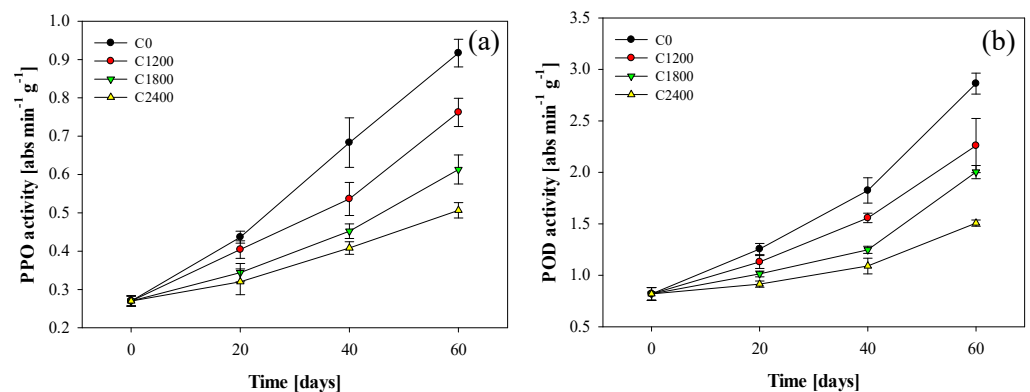 (a)
C0
C1200
C1800
C2400
PPO activity [abs min⁻¹ g⁻¹]
1.0
0.9
0.8
0.7
0.6
0.5
0.4
0.3
0.2
0 20 40 60
Time [days]
(b)
C0
C1200
C1800
C2400
POD activity [abs min⁻¹ g⁻¹]
3.5
3.0
2.5
2.0
1.5
1.0
0.5
0 20 40 60
Time [days]